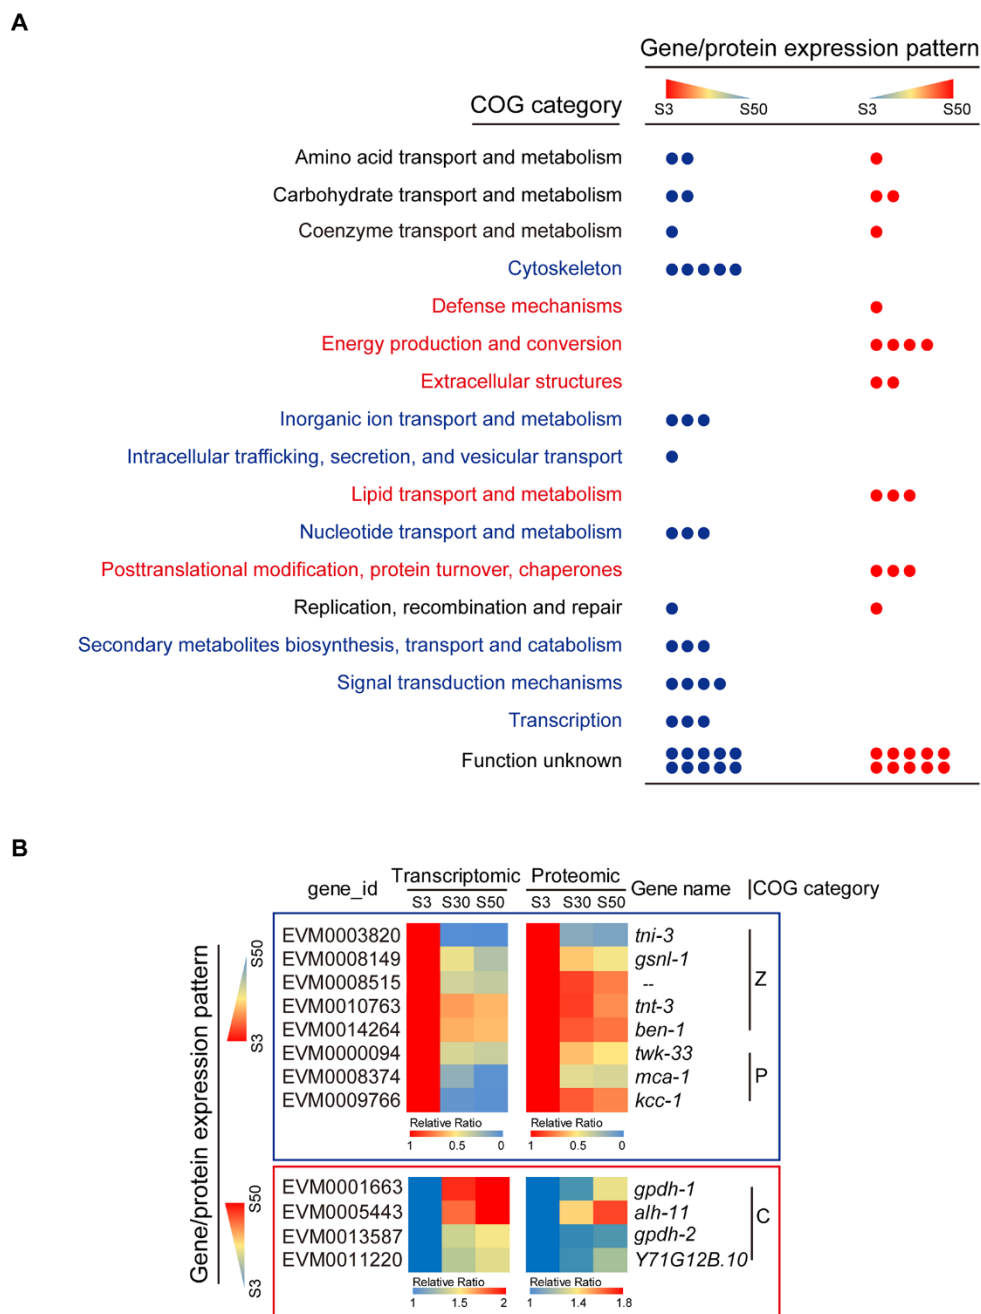 A
Gene/protein expression pattern
COG category
S3 S50 S3 S50
Amino acid transport and metabolism
Carbohydrate transport and metabolism
Coenzyme transport and metabolism
Cytoskeleton
Defense mechanisms
Energy production and conversion
Extracellular structures
Inorganic ion transport and metabolism
Intracellular trafficking, secretion, and vesicular transport
Lipid transport and metabolism
Nucleotide transport and metabolism
Posttranslational modification, protein turnover, chaperones
Replication, recombination and repair
Secondary metabolites biosynthesis, transport and catabolism
Signal transduction mechanisms
Transcription
Function unknown
B
gene_id Transcriptomic Proteomic Gene name COG category
S3 S30 S50 S3 S30 S50
Gene/protein expression pattern
S50
S3
EVM0003820 tni-3
EVM0008149 gsnl-1
EVM0008515 --
EVM0010763 tnt-3
EVM0014264 ben-1
Z
EVM0000094 twk-33
EVM0008374 mca-1
EVM0009766 kcc-1
P
Relative Ratio Relative Ratio
1 0.5 0 1 0.5 0
S50
S3
EVM0001663 gpdh-1
EVM0005443 alh-11
EVM0013587 gpdh-2
EVM0011220 Y71G12B.10
C
Relative Ratio Relative Ratio
1 1.5 2 1 1.4 1.8